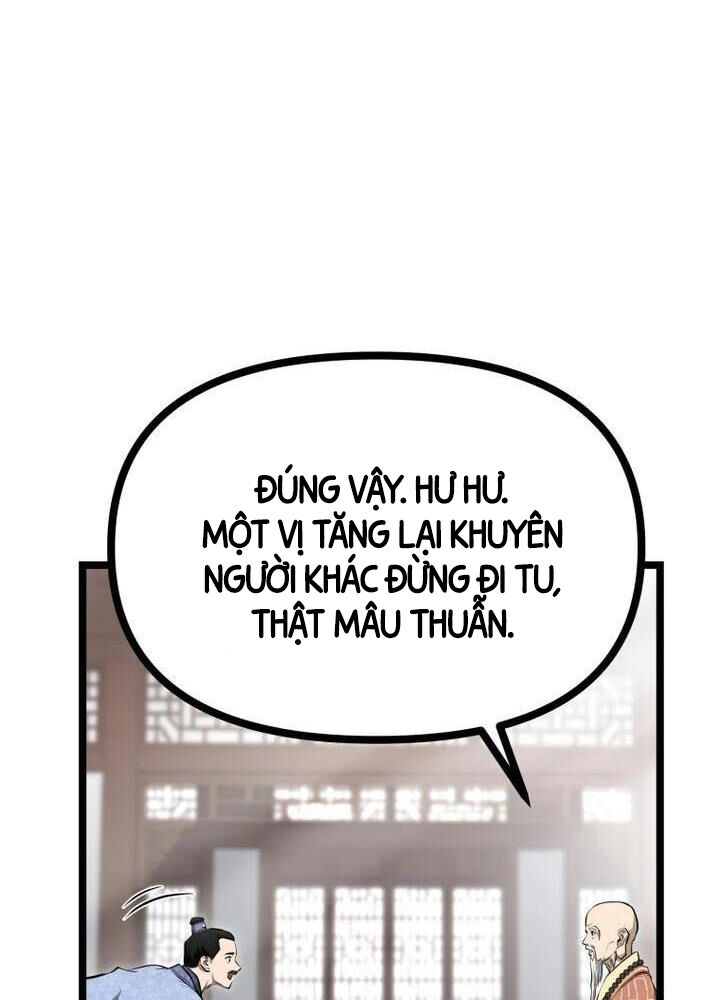 ĐÚNG VẬY. HƯ HƯ.
MỘT VỊ TĂNG LẠI KHUYÊN
NGƯỜI KHÁC ĐỪNG ĐI TU,
THẬT MÂU THUẪN.